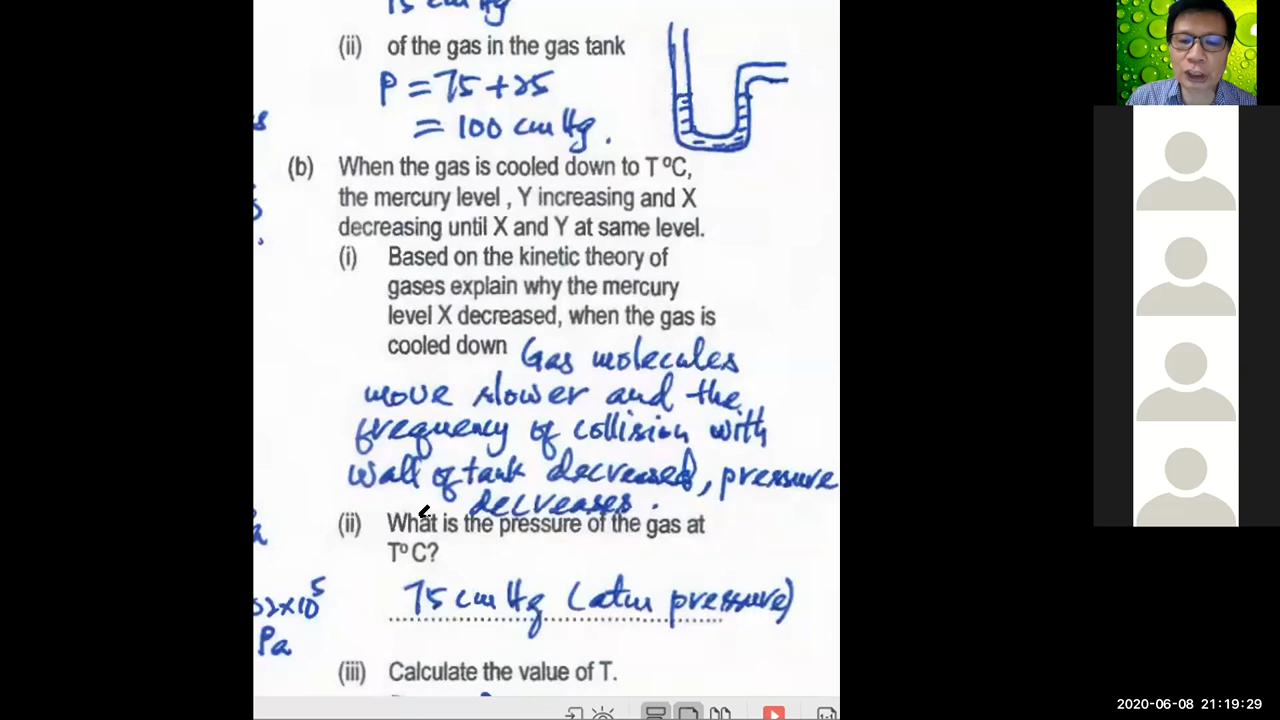 75 cm Hg
(ii) of the gas in the gas tank
P = 75 + 25
= 100 cm Hg.
(b) When the gas is cooled down to T ºC,
the mercury level , Y increasing and X
decreasing until X and Y at same level.
(i) Based on the kinetic theory of
gases explain why the mercury
level X decreased, when the gas is
cooled down Gas molecules
move slower and the
frequency of collision with
wall of tank decreased, pressure
decreases.
(ii) What is the pressure of the gas at
Tº C?
75 cm Hg (atm pressure)
×10⁵
Pa
(iii) Calculate the value of T.
2020-06-08 21:19:29